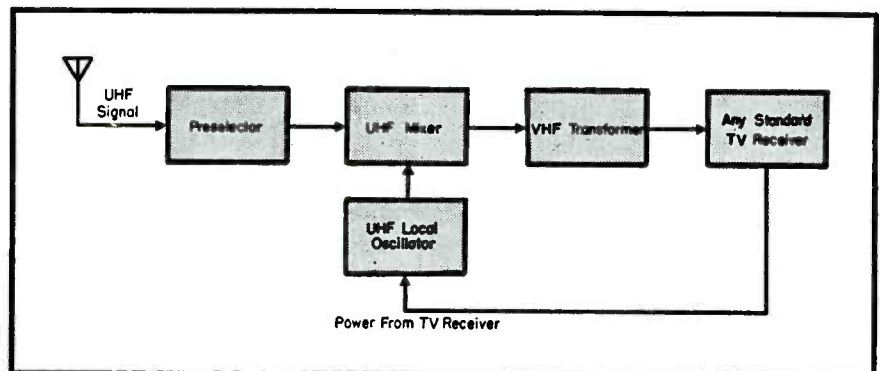 UHF
Signal
Preselector
UHF Mixer
VHF Transformer
Any Standard
TV Receiver
UHF Local
Oscillator
Power From TV Receiver